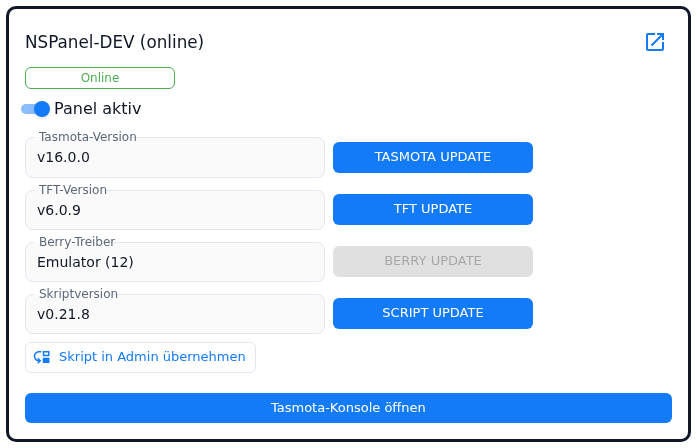 NSPanel-DEV (online)
Online
Panel aktiv
Tasmota-Version
v16.0.0
TASMOTA UPDATE
TFT-Version
v6.0.9
TFT UPDATE
Berry-Treiber
Emulator (12)
BERRY UPDATE
Skriptversion
v0.21.8
SCRIPT UPDATE
Skript in Admin übernehmen
Tasmota-Konsole öffnen